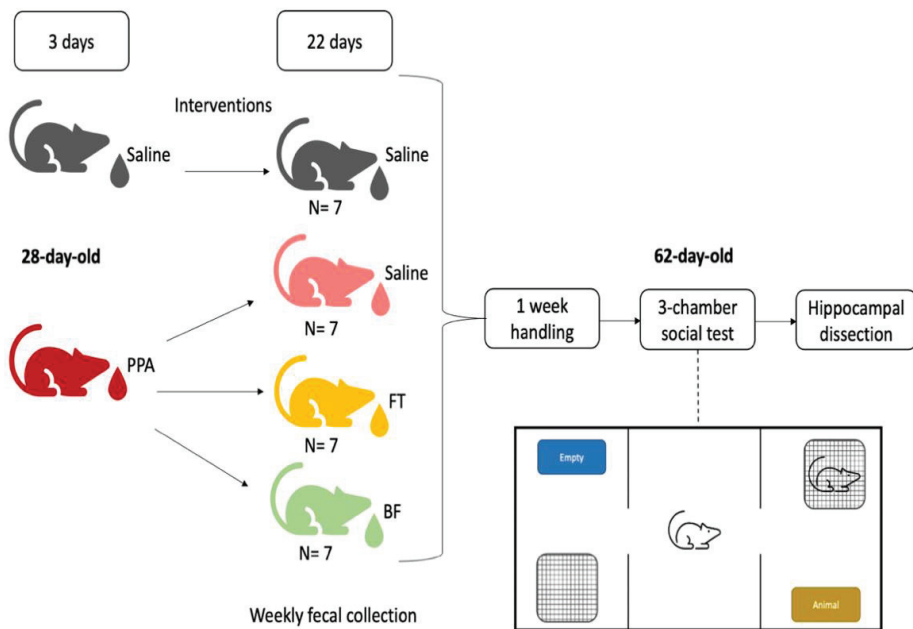 3 days
22 days
Interventions
Saline
Saline
N= 7
28-day-old
Saline
N= 7
PPA
FT
N= 7
BF
N= 7
Weekly fecal collection
62-day-old
1 week
handling
3-chamber
social test
Hippocampal
dissection
Empty
Animal